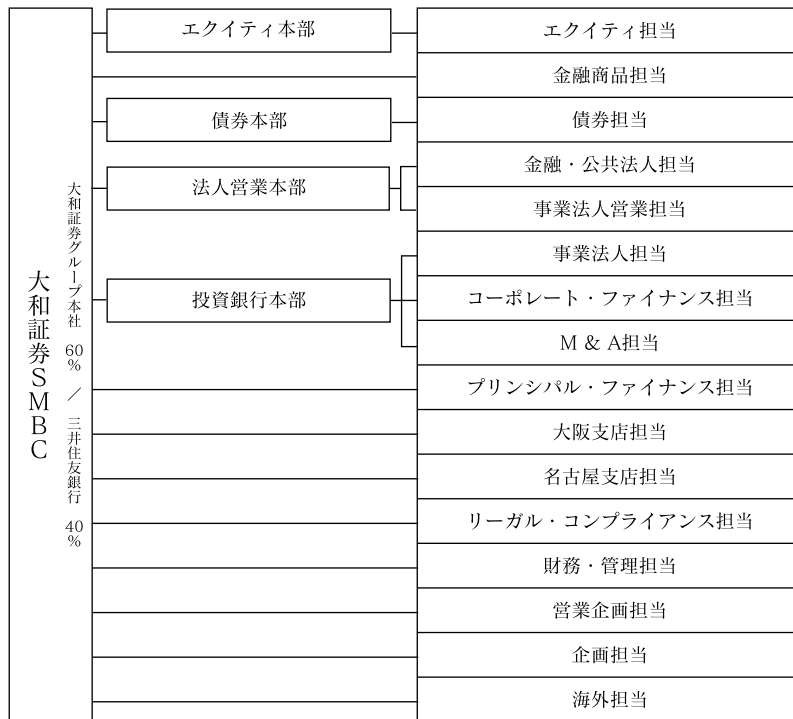 大和証券SMBC
大和証券グループ本社 60% / 三井住友銀行 40%
エクイティ本部
債券本部
法人営業本部
投資銀行本部
エクイティ担当
金融商品担当
債券担当
金融・公共法人担当
事業法人営業担当
事業法人担当
コーポレート・ファイナンス担当
M & A担当
プリンシパル・ファイナンス担当
大阪支店担当
名古屋支店担当
リーガル・コンプライアンス担当
財務・管理担当
営業企画担当
企画担当
海外担当